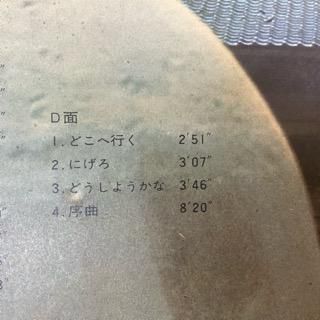 D面
1. どこへ行く 2′51″
2. にげろ 3′07″
3. どうしようかな 3′46″
4. 序曲 8′20″